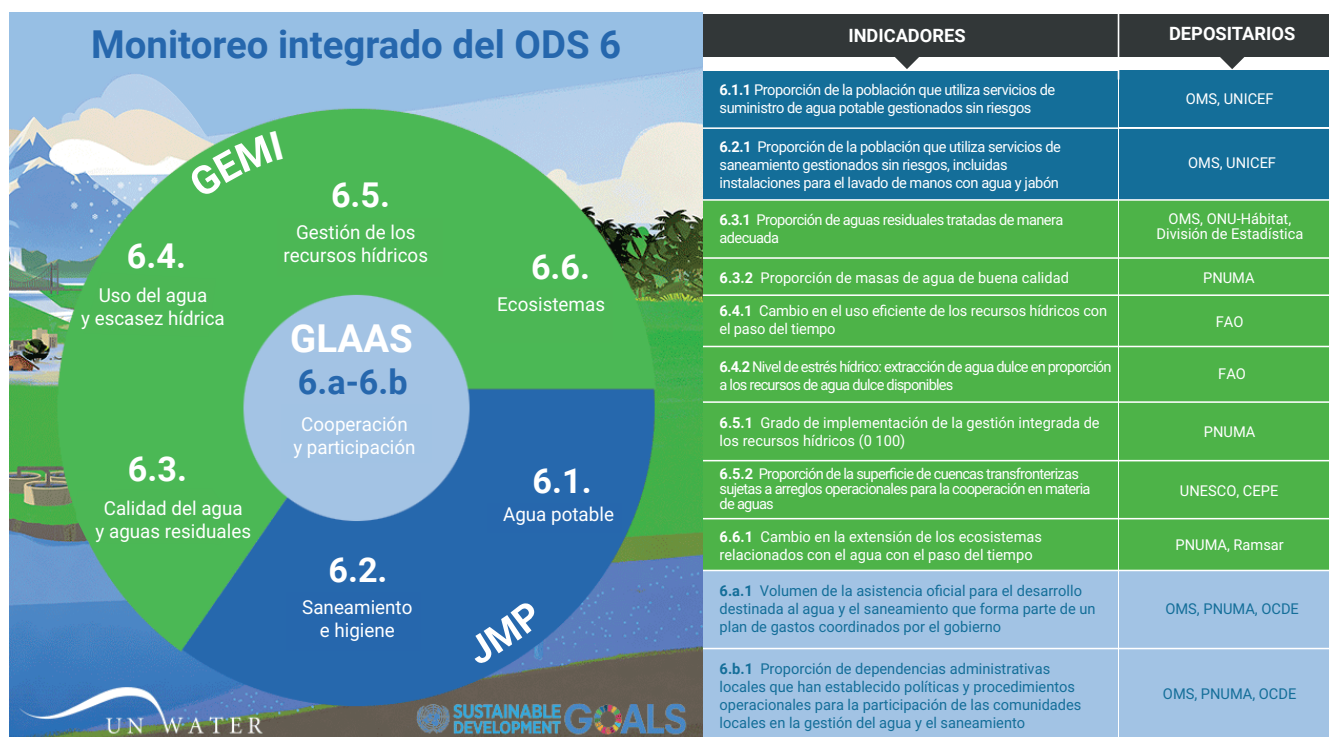 Monitoreo integrado del ODS 6
GEMI
6.5.
Gestión de los
recursos hídricos
6.4.
Uso del agua
y escasez hídrica
6.6.
Ecosistemas
GLAAS
6.a-6.b
Cooperación
y participación
6.3.
Calidad del agua
y aguas residuales
6.1.
Agua potable
6.2.
Saneamiento
e higiene
JMP
UN WATER
SUSTAINABLE
DEVELOPMENT
GOALS
INDICADORES
DEPOSITARIOS
6.1.1 Proporción de la población que utiliza servicios de
suministro de agua potable gestionados sin riesgos
OMS, UNICEF
6.2.1 Proporción de la población que utiliza servicios de
saneamiento gestionados sin riesgos, incluidas
instalaciones para el lavado de manos con agua y jabón
OMS, UNICEF
6.3.1 Proporción de aguas residuales tratadas de manera
adecuada
OMS, ONU-Hábitat,
División de Estadística
6.3.2 Proporción de masas de agua de buena calidad
PNUMA
6.4.1 Cambio en el uso eficiente de los recursos hídricos con
el paso del tiempo
FAO
6.4.2 Nivel de estrés hídrico: extracción de agua dulce en proporción
a los recursos de agua dulce disponibles
FAO
6.5.1 Grado de implementación de la gestión integrada de
los recursos hídricos (0 100)
PNUMA
6.5.2 Proporción de la superficie de cuencas transfronterizas
sujetas a arreglos operacionales para la cooperación en materia
de aguas
UNESCO, CEPE
6.6.1 Cambio en la extensión de los ecosistemas
relacionados con el agua con el paso del tiempo
PNUMA, Ramsar
6.a.1 Volumen de la asistencia oficial para el desarrollo
destinada al agua y el saneamiento que forma parte de un
plan de gastos coordinados por el gobierno
OMS, PNUMA, OCDE
6.b.1 Proporción de dependencias administrativas
locales que han establecido políticas y procedimientos
operacionales para la participación de las comunidades
locales en la gestión del agua y el saneamiento
OMS, PNUMA, OCDE